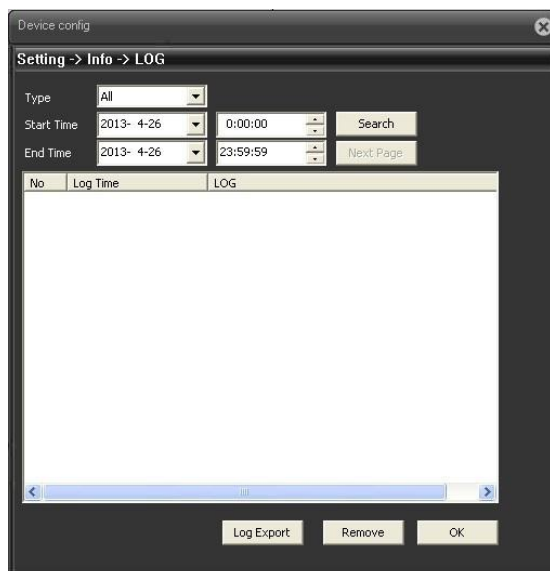 Device config
Setting -> Info -> LOG
Type All
Start Time 2013- 4-26 0:00:00 Search
End Time 2013- 4-26 23:59:59 Next Page
No Log Time LOG
Log Export Remove OK